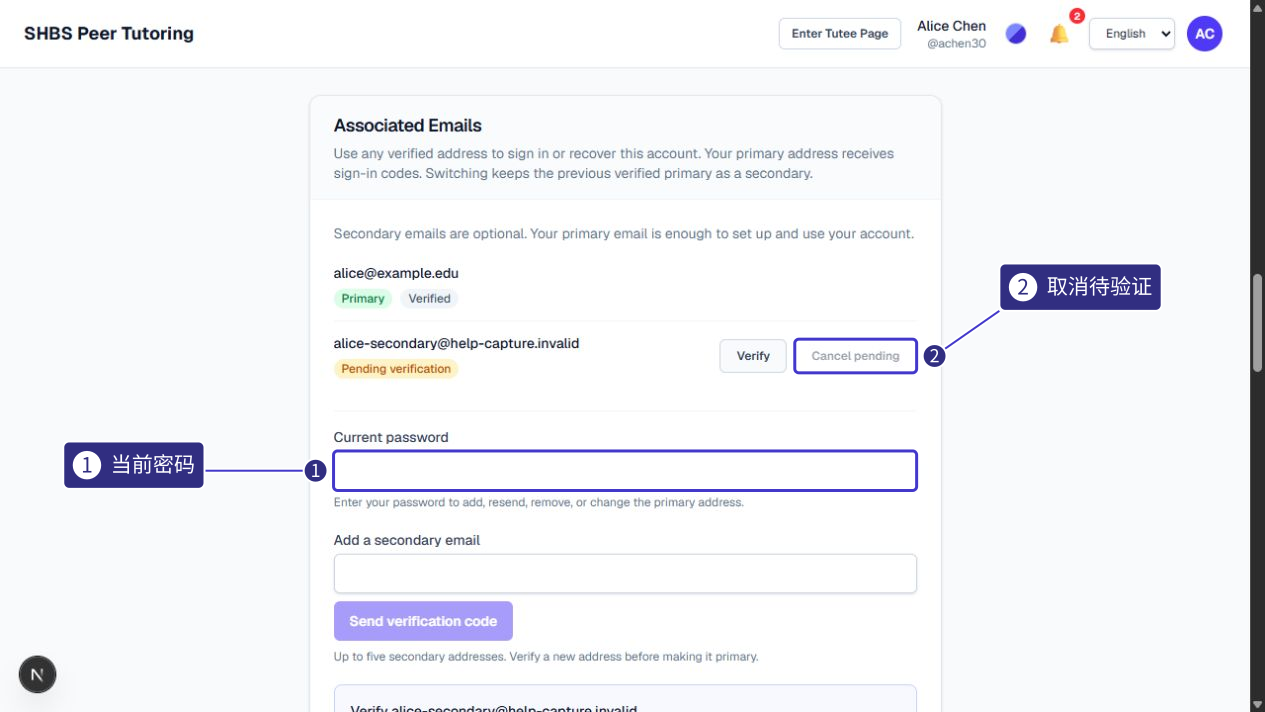 SHBS Peer Tutoring
Enter Tutee Page
Alice Chen
@achen30
2
English
AC
Associated Emails
Use any verified address to sign in or recover this account. Your primary address receives
sign-in codes. Switching keeps the previous verified primary as a secondary.
Secondary emails are optional. Your primary email is enough to set up and use your account.
alice@example.edu
Primary
Verified
② 取消待验证
alice-secondary@help-capture.invalid
Pending verification
Verify
Cancel pending
2
Current password
① 当前密码
1
Enter your password to add, resend, remove, or change the primary address.
Add a secondary email
Send verification code
Up to five secondary addresses. Verify a new address before making it primary.
N
Verify alice-secondary@help-capture.invalid